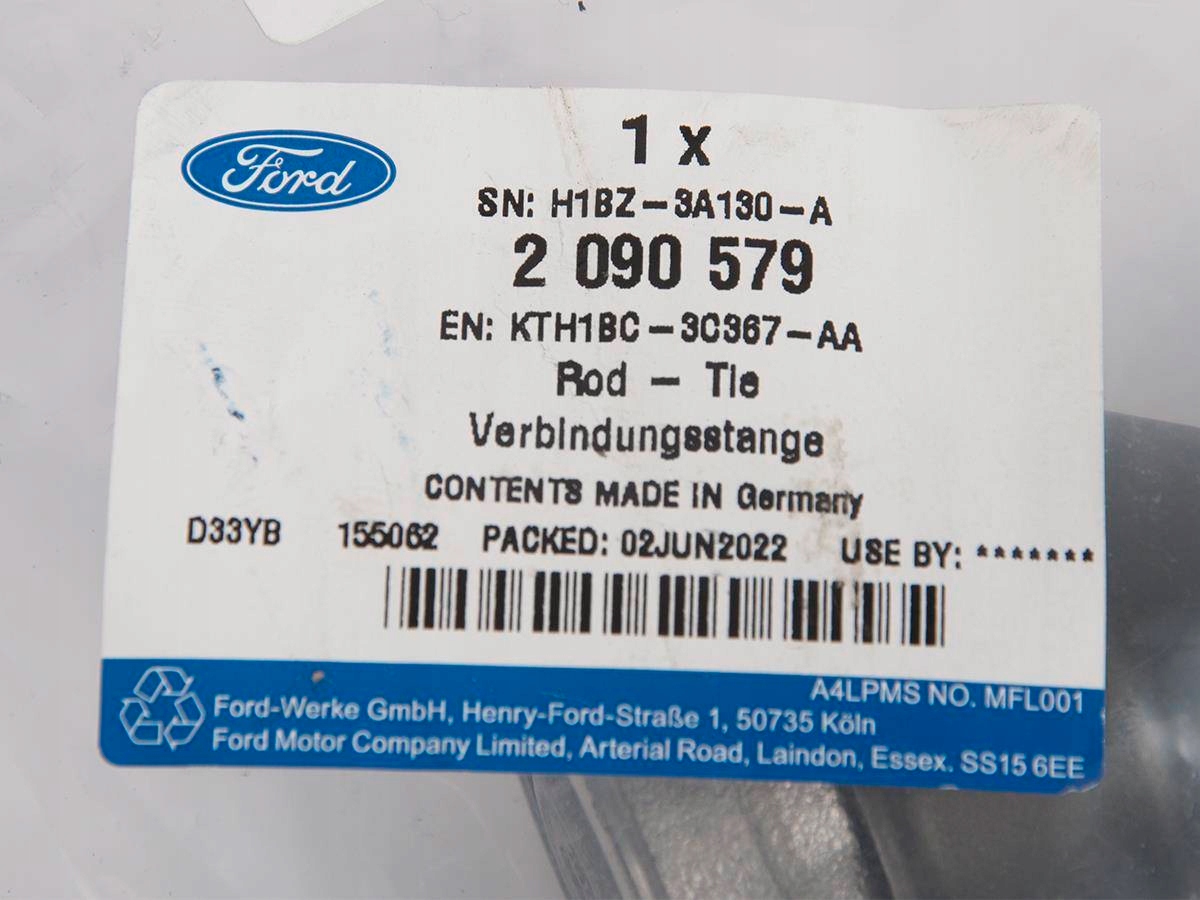 Ford
1 x
SN: H1BZ-3A130-A
2 090 579
EN: KTH1BC-3C367-AA
Rod - Tie
Verbindungsstange
CONTENTS MADE IN Germany
D33YB 155062 PACKED: 02JUN2022 USE BY: *******
A4LPMS NO. MFL001
Ford-Werke GmbH, Henry-Ford-Straße 1, 50735 Köln
Ford Motor Company Limited, Arterial Road, Laindon, Essex. SS15 6EE